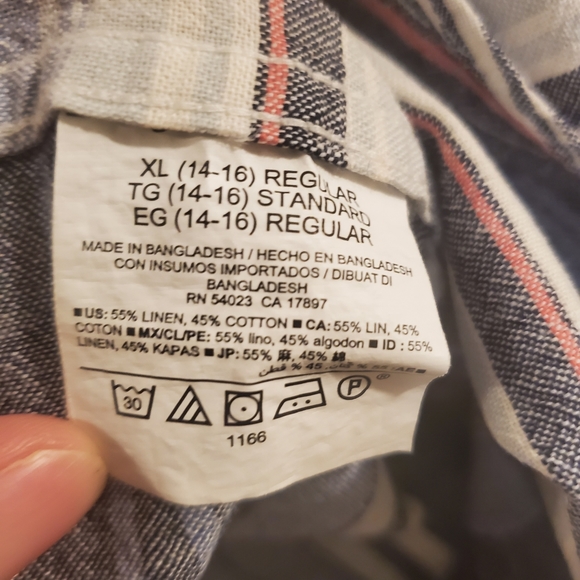 XL (14-16) REGULAR
TG (14-16) STANDARD
EG (14-16) REGULAR
MADE IN BANGLADESH / HECHO EN BANGLADESH
CON INSUMOS IMPORTADOS / DIBUAT DI
BANGLADESH
RN 54023 CA 17897
■ US: 55% LINEN, 45% COTTON ■ CA: 55% LIN, 45%
COTON ■ MX/CL/PE: 55% lino, 45% algodon ■ ID : 55%
LINEN, 45% KAPAS ■ JP: 55% 麻, 45% 綿
30 P
1166